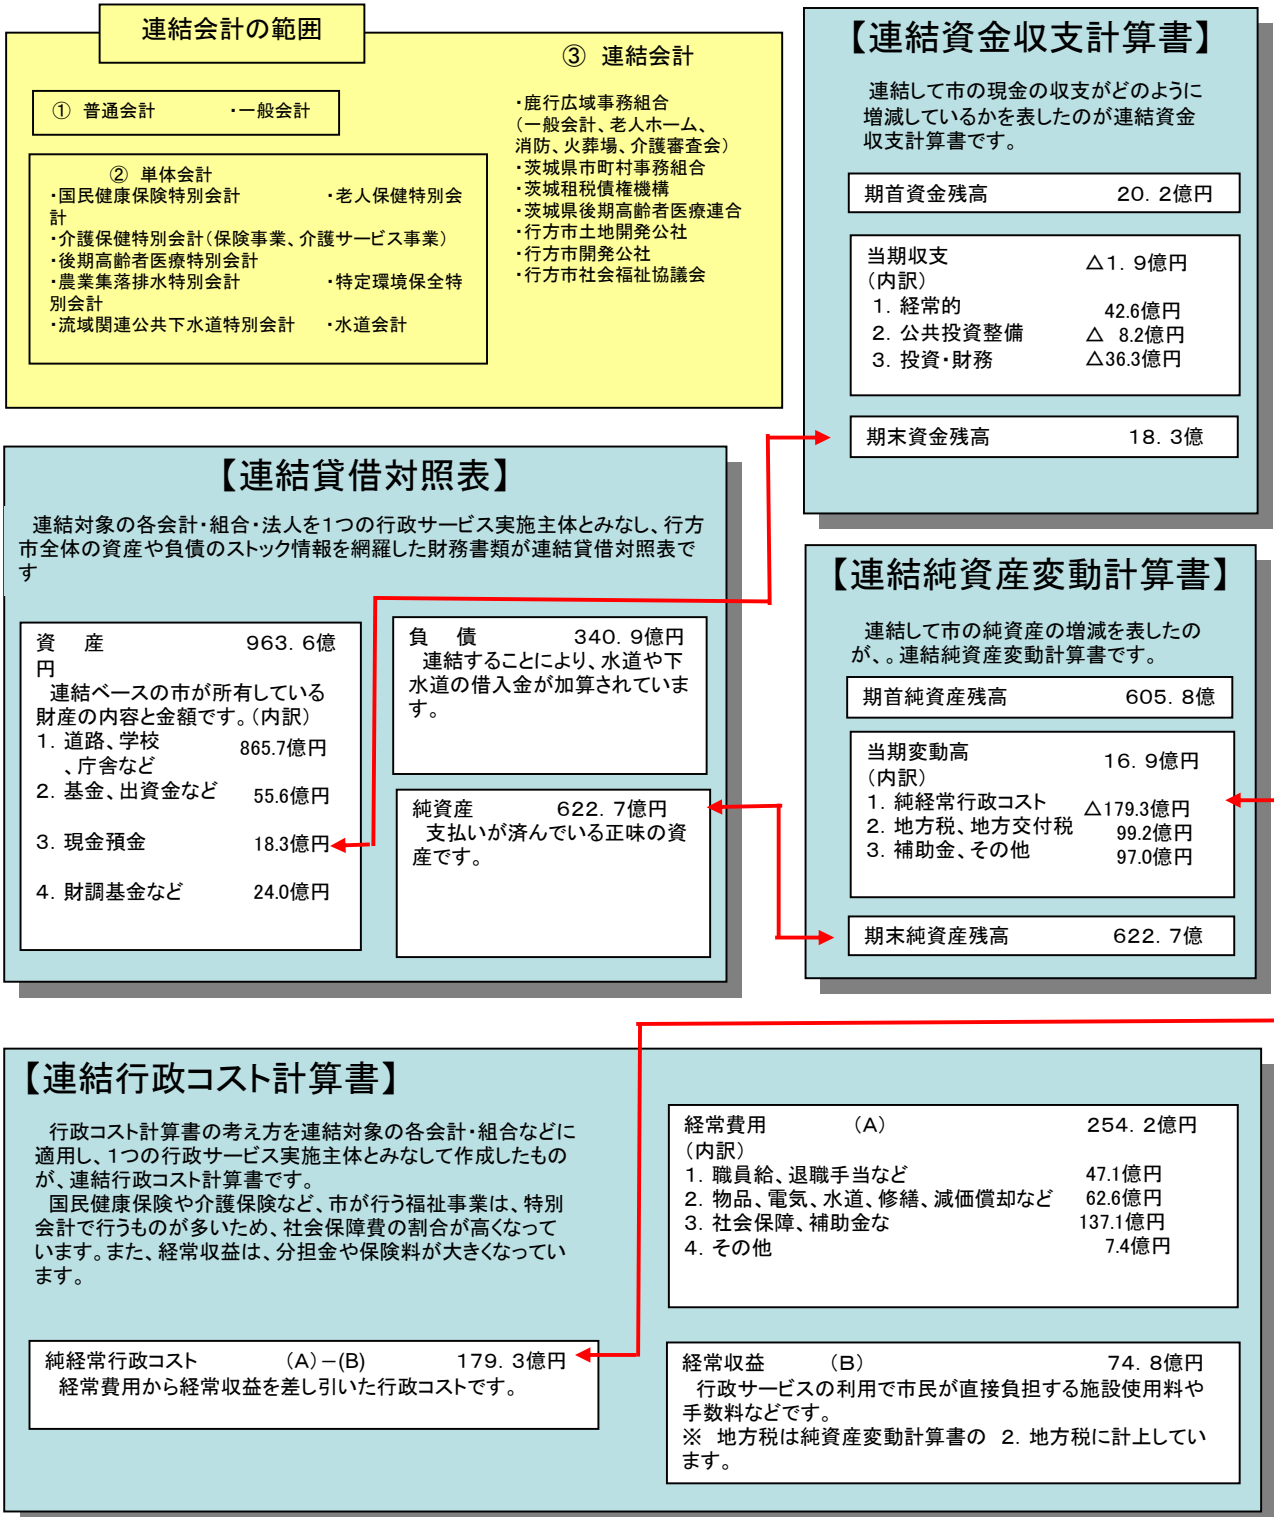 連結会計の範囲
① 普通会計　・一般会計
② 単体会計
・国民健康保険特別会計　・老人保健特別会
計
・介護保健特別会計(保険事業、介護サービス事業)
・後期高齢者医療特別会計
・農業集落排水特別会計　・特定環境保全特
別会計
・流域関連公共下水道特別会計　・水道会計
③ 連結会計
・鹿行広域事務組合
(一般会計、老人ホーム、
消防、火葬場、介護審査会)
・茨城県市町村事務組合
・茨城租税債権機構
・茨城県後期高齢者医療連合
・行方市土地開発公社
・行方市開発公社
・行方市社会福祉協議会
【連結資金収支計算書】
連結して市の現金の収支がどのように
増減しているかを表したのが連結資金
収支計算書です。
期首資金残高　20．2億円
当期収支　△1．9億円
(内訳)
1．経常的　42.6億円
2．公共投資整備　△ 8.2億円
3．投資・財務　△36.3億円
期末資金残高　18．3億
【連結貸借対照表】
連結対象の各会計・組合・法人を1つの行政サービス実施主体とみなし、行方
市全体の資産や負債のストック情報を網羅した財務書類が連結貸借対照表で
す
資　産　963．6億
円
連結ベースの市が所有している
財産の内容と金額です。(内訳)
1．道路、学校　865.7億円
、庁舎など
2．基金、出資金など　55.6億円
3．現金預金　18.3億円
4．財調基金など　24.0億円
負　債　340．9億円
連結することにより、水道や下
水道の借入金が加算されていま
す。
純資産　622．7億円
支払いが済んでいる正味の資
産です。
【連結純資産変動計算書】
連結して市の純資産の増減を表したの
が、。連結純資産変動計算書です。
期首純資産残高　605．8億
当期変動高　16．9億円
(内訳)
1．純経常行政コスト　△179.3億円
2．地方税、地方交付税　99.2億円
3．補助金、その他　97.0億円
期末純資産残高　622．7億
【連結行政コスト計算書】
行政コスト計算書の考え方を連結対象の各会計・組合などに
適用し、1つの行政サービス実施主体とみなして作成したもの
が、連結行政コスト計算書です。
国民健康保険や介護保険など、市が行う福祉事業は、特別
会計で行うものが多いため、社会保障費の割合が高くなって
います。また、経常収益は、分担金や保険料が大きくなってい
ます。
純経常行政コスト　(A)－(B)　179．3億円
経常費用から経常収益を差し引いた行政コストです。
経常費用　(A)　254．2億円
(内訳)
1．職員給、退職手当など　47.1億円
2．物品、電気、水道、修繕、減価償却など　62.6億円
3．社会保障、補助金な　137.1億円
4．その他　7.4億円
経常収益　(B)　74．8億円
行政サービスの利用で市民が直接負担する施設使用料や
手数料などです。
※ 地方税は純資産変動計算書の 2．地方税に計上してい
ます。